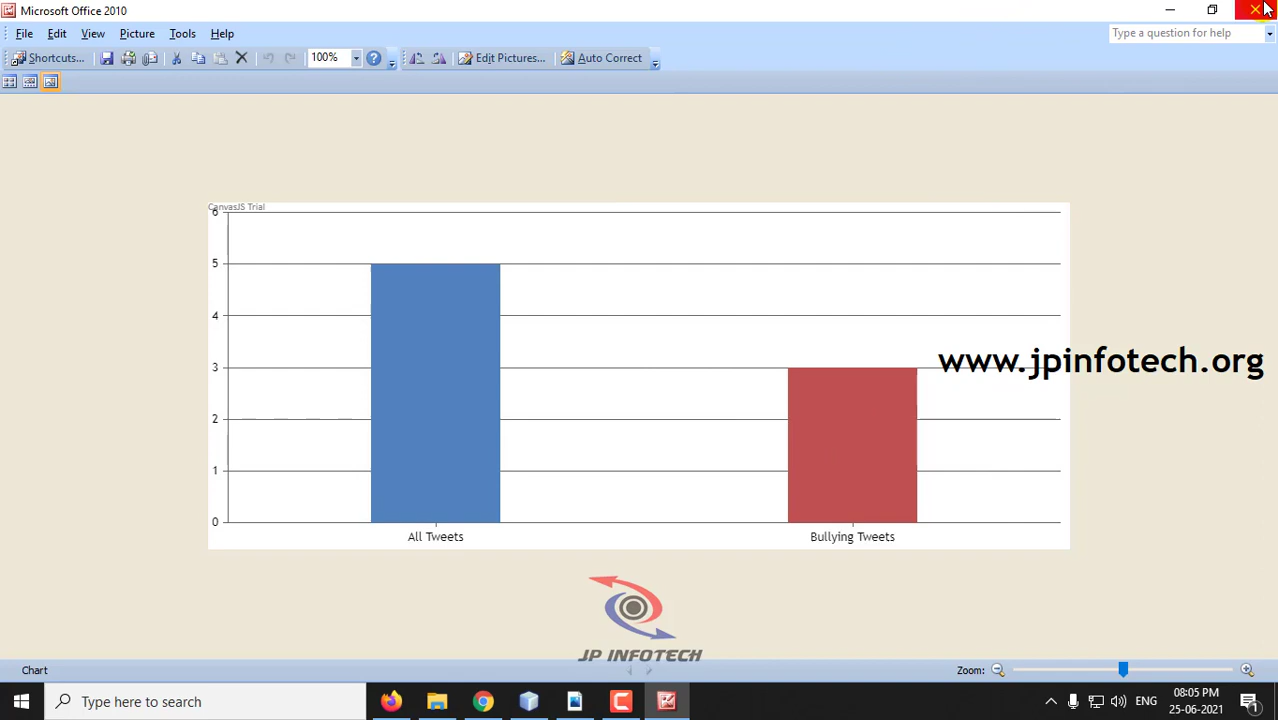 Microsoft Office 2010
File Edit View Picture Tools Help
Type a question for help
Shortcuts... 100% Edit Pictures... Auto Correct
CanvasJS Trial
6
5
4
3
www.jpinfotech.org
2
1
0
All Tweets Bullying Tweets
JP INFOTECH
Chart Zoom:
Type here to search
ENG 08:05 PM 25-06-2021 1